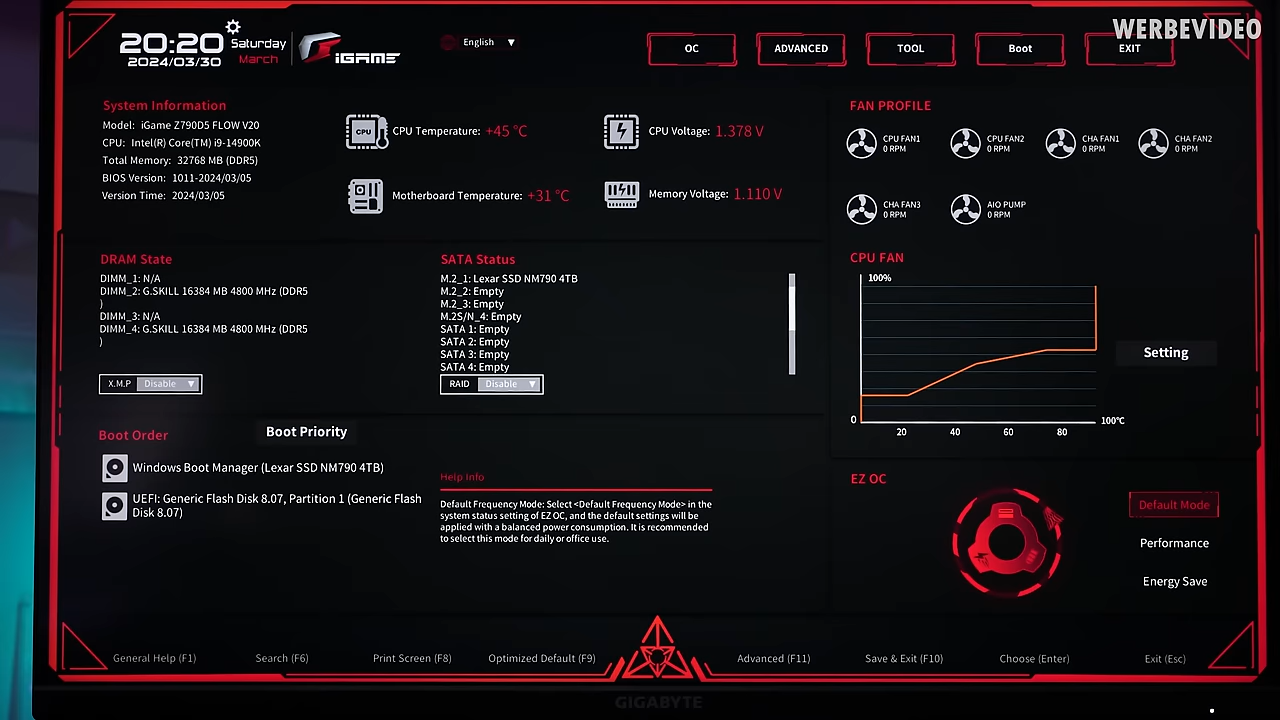 WERBEVIDEO
20:20
Saturday
2024/03/30
March
iGAME
English
OC
ADVANCED
TOOL
Boot
EXIT
System Information
Model: iGame Z790D5 FLOW V20
CPU: Intel(R) Core(TM) i9-14900K
Total Memory: 32768 MB (DDR5)
BIOS Version: 1011-2024/03/05
Version Time: 2024/03/05
CPU
CPU Temperature: +45 °C
CPU Voltage: 1.378 V
Motherboard Temperature: +31 °C
Memory Voltage: 1.110 V
FAN PROFILE
CPU FAN1
0 RPM
CPU FAN2
0 RPM
CHA FAN1
0 RPM
CHA FAN2
0 RPM
CHA FAN3
0 RPM
AIO PUMP
0 RPM
DRAM State
DIMM_1: N/A
DIMM_2: G.SKILL 16384 MB 4800 MHz (DDR5
)
DIMM_3: N/A
DIMM_4: G.SKILL 16384 MB 4800 MHz (DDR5
)
X.M.P Disable
SATA Status
M.2_1: Lexar SSD NM790 4TB
M.2_2: Empty
M.2_3: Empty
M.2S/N_4: Empty
SATA 1: Empty
SATA 2: Empty
SATA 3: Empty
SATA 4: Empty
RAID Disable
CPU FAN
100%
0
20 40 60 80
100°C
Setting
Boot Order
Boot Priority
Windows Boot Manager (Lexar SSD NM790 4TB)
UEFI: Generic Flash Disk 8.07, Partition 1 (Generic Flash
Disk 8.07)
Help Info
Default Frequency Mode: Select <Default Frequency Mode> in the
system status setting of EZ OC, and the default settings will be
applied with a balanced power consumption. It is recommended
to select this mode for daily or office use.
EZ OC
Default Mode
Performance
Energy Save
General Help (F1)
Search (F6)
Print Screen (F8)
Optimized Default (F9)
Advanced (F11)
Save & Exit (F10)
Choose (Enter)
Exit (Esc)
GIGABYTE